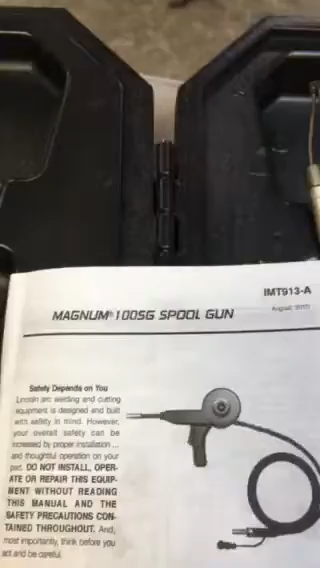 IMT913-A
August, 2010
MAGNUM® 100SG SPOOL GUN
Safety Depends on You
Lincoln arc welding and cutting
equipment is designed and built
with safety in mind. However,
your overall safety can be
increased by proper installation ...
and thoughtful operation on your
part. DO NOT INSTALL, OPER-
ATE OR REPAIR THIS EQUIP-
MENT WITHOUT READING
THIS MANUAL AND THE
SAFETY PRECAUTIONS CON-
TAINED THROUGHOUT. And,
most importantly, think before you
act and be careful.